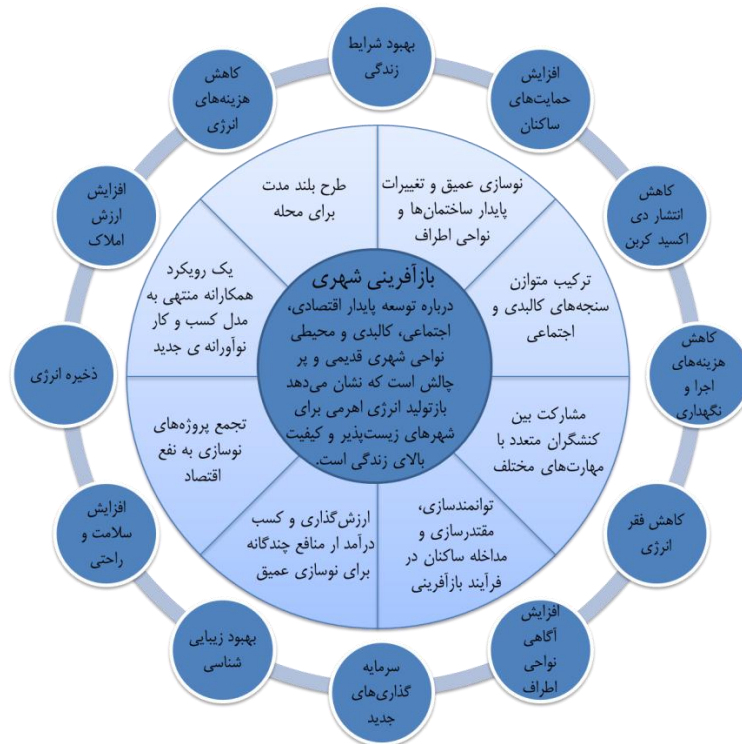 بهبود شرایط
زندگی
افزایش
حمایت‌های
ساکنان
کاهش
انتشار دی
اکسید کربن
کاهش
هزینه‌های
اجرا و
نگهداری
کاهش فقر
انرژی
افزایش
آگاهی
نواحی
اطراف
سرمایه
گذاری‌های
جدید
بهبود زیبایی
شناسی
افزایش
سلامت و
راحتی
ذخیره انرژی
افزایش
ارزش
املاک
کاهش
هزینه‌های
انرژی
نوسازی عمیق و تغییرات
پایدار ساختمان‌ها و
نواحی اطراف
ترکیب متوازن
سنجه‌های کالبدی و
اجتماعی
مشارکت بین
کنشگران متعدد با
مهارت‌های مختلف
توانمندسازی،
مقتدرسازی و
مداخله ساکنان در
فرآیند بازآفرینی
ارزش‌گذاری و کسب
درآمد ار منافع چندگانه
برای نوسازی عمیق
تجمع پروژه‌های
نوسازی به نفع
اقتصاد
یک رویکرد
همکارانه منتهی به
مدل کسب و کار
نوآورانه ی جدید
طرح بلند مدت
برای محله
بازآفرینی شهری
درباره توسعه پایدار اقتصادی،
اجتماعی، کالبدی و محیطی
نواحی شهری قدیمی و پر
چالش است که نشان می‌دهد
بازتولید انرژی اهرمی برای
شهرهای زیست‌پذیر و کیفیت
بالای زندگی است.